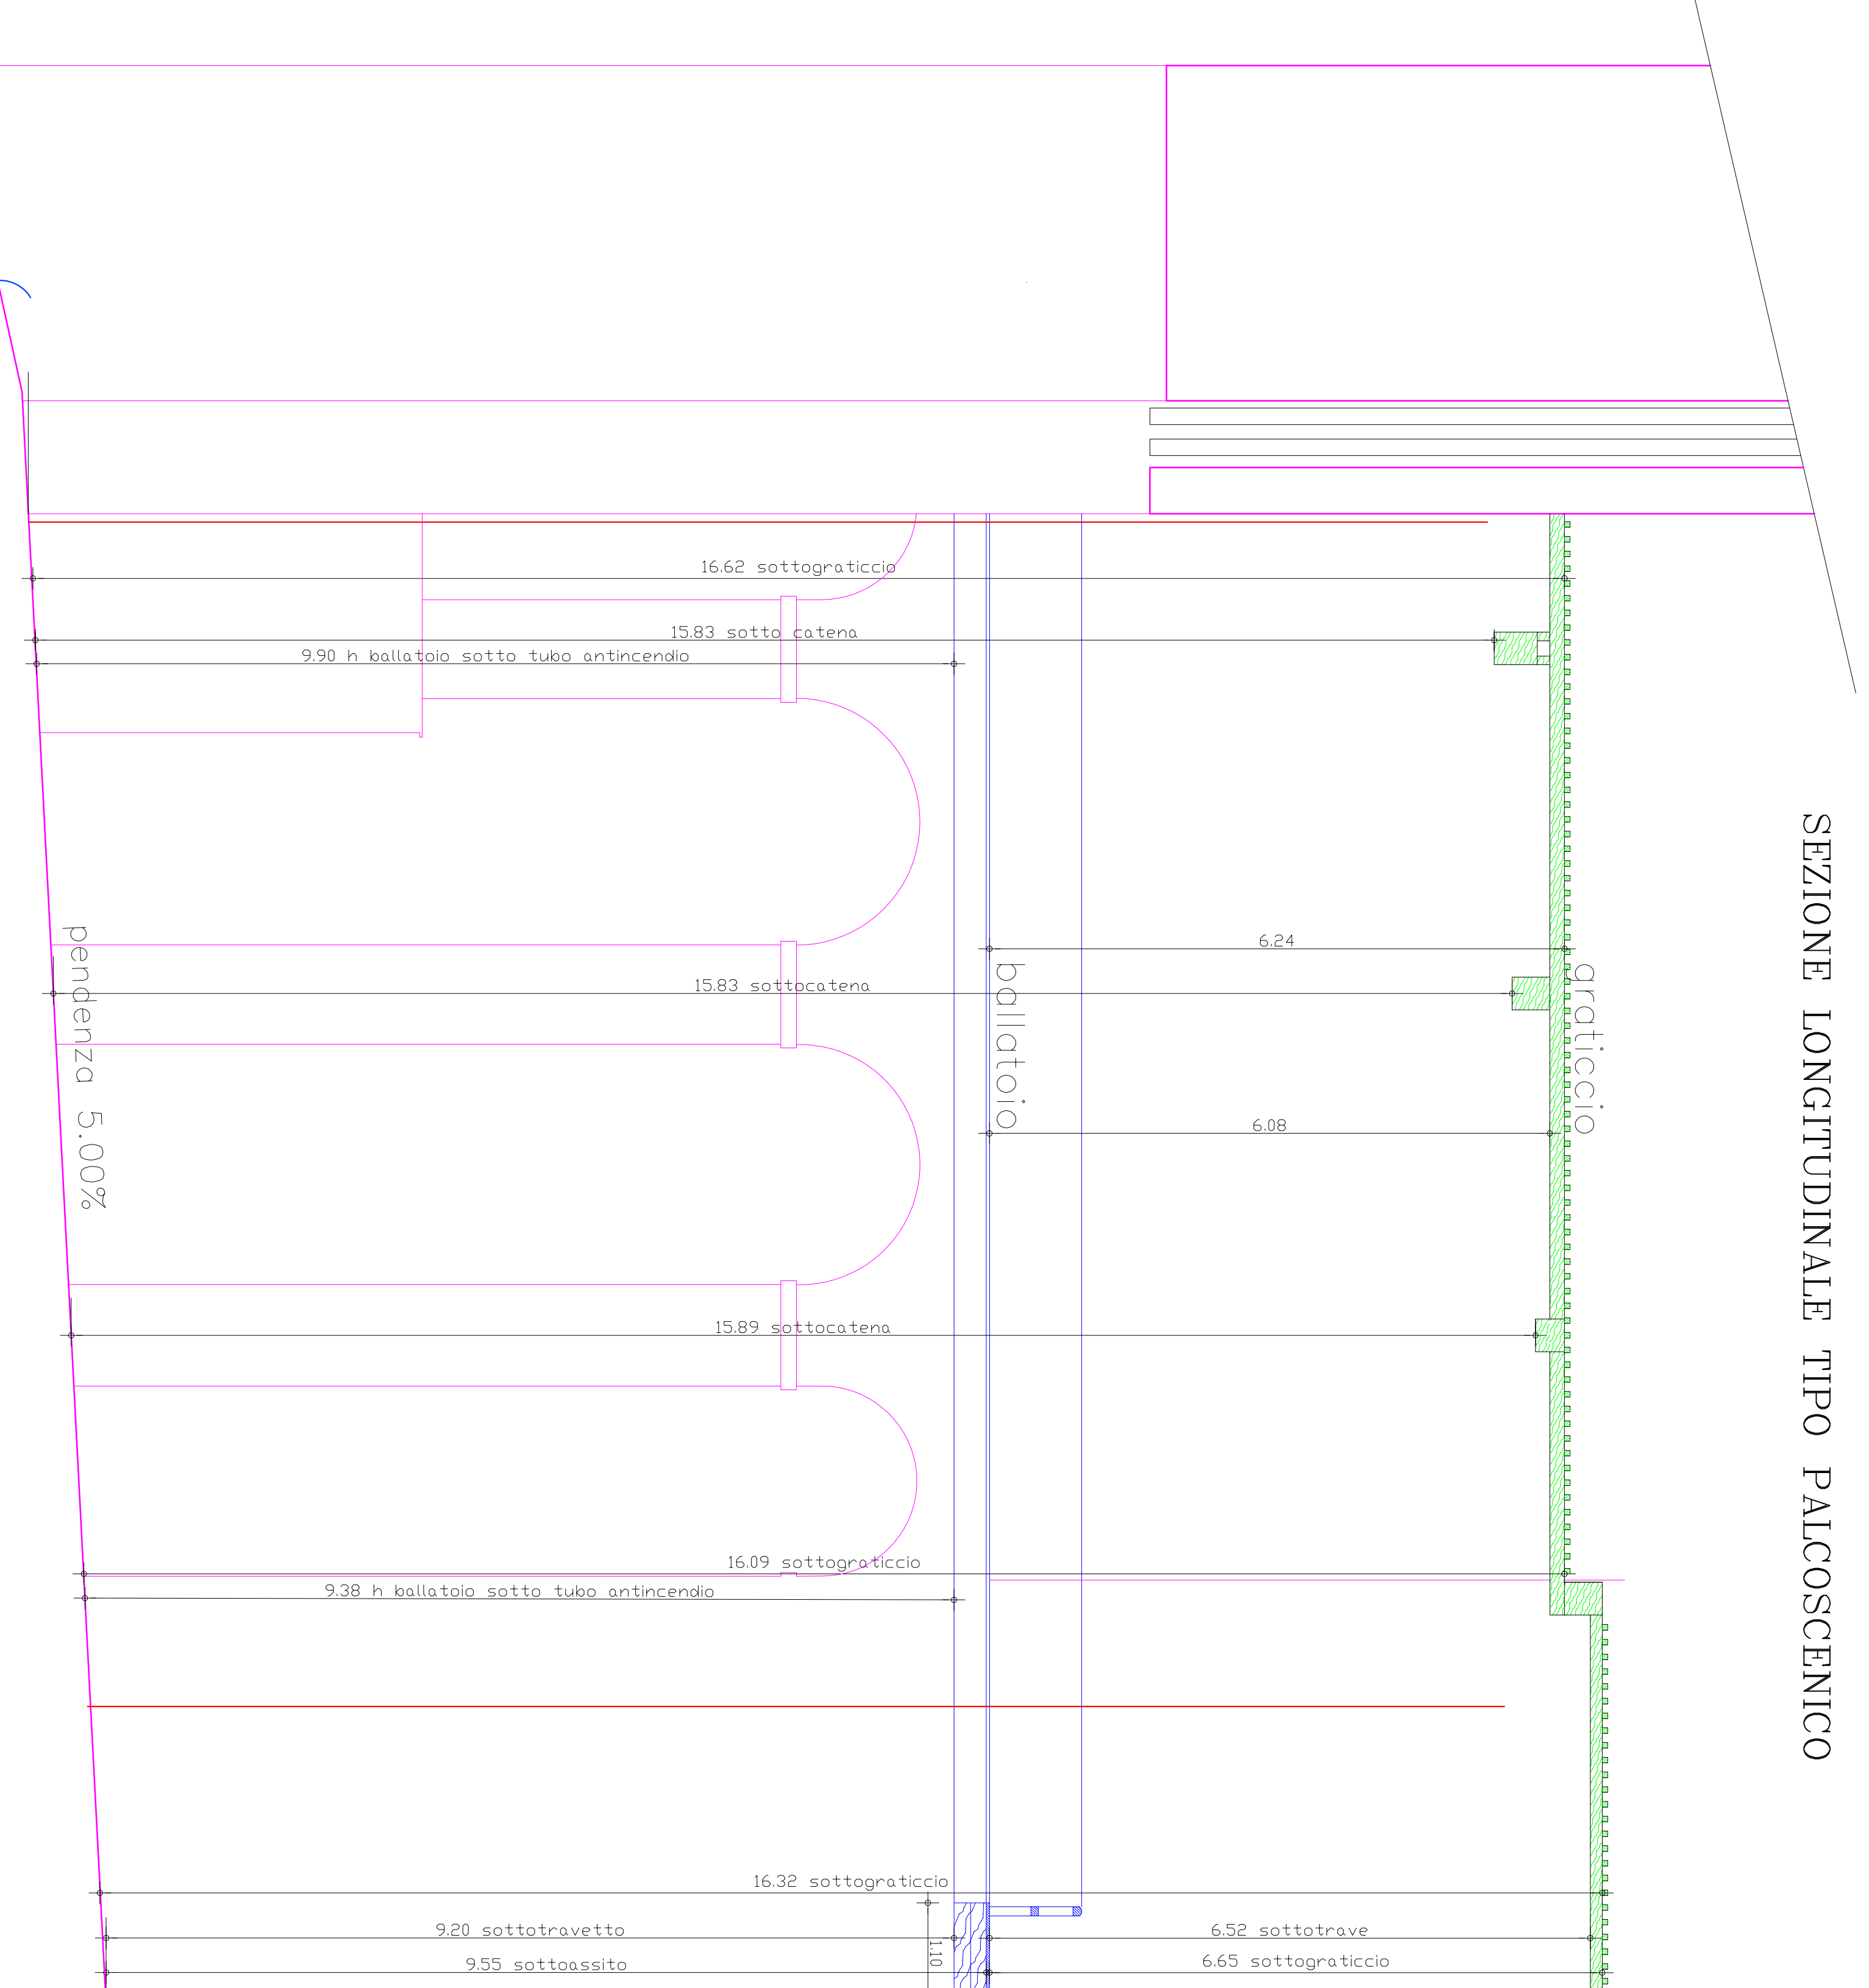 SEZIONE LONGITUDINALE TIPO PALCOSCENICO
16.62 sottograticcio
15.83 sotto catena
9.90 h ballatoio sotto tubo antincendio
6.24
15.83 sottocatena
graticcio
ballatoio
pendenza 5.00%
6.08
15.89 sottocatena
16.09 sottograticcio
9.38 h ballatoio sotto tubo antincendio
16.32 sottograticcio
9.20 sottotravetto
6.52 sottotrave
1.10
9.55 sottoassito
6.65 sottograticcio